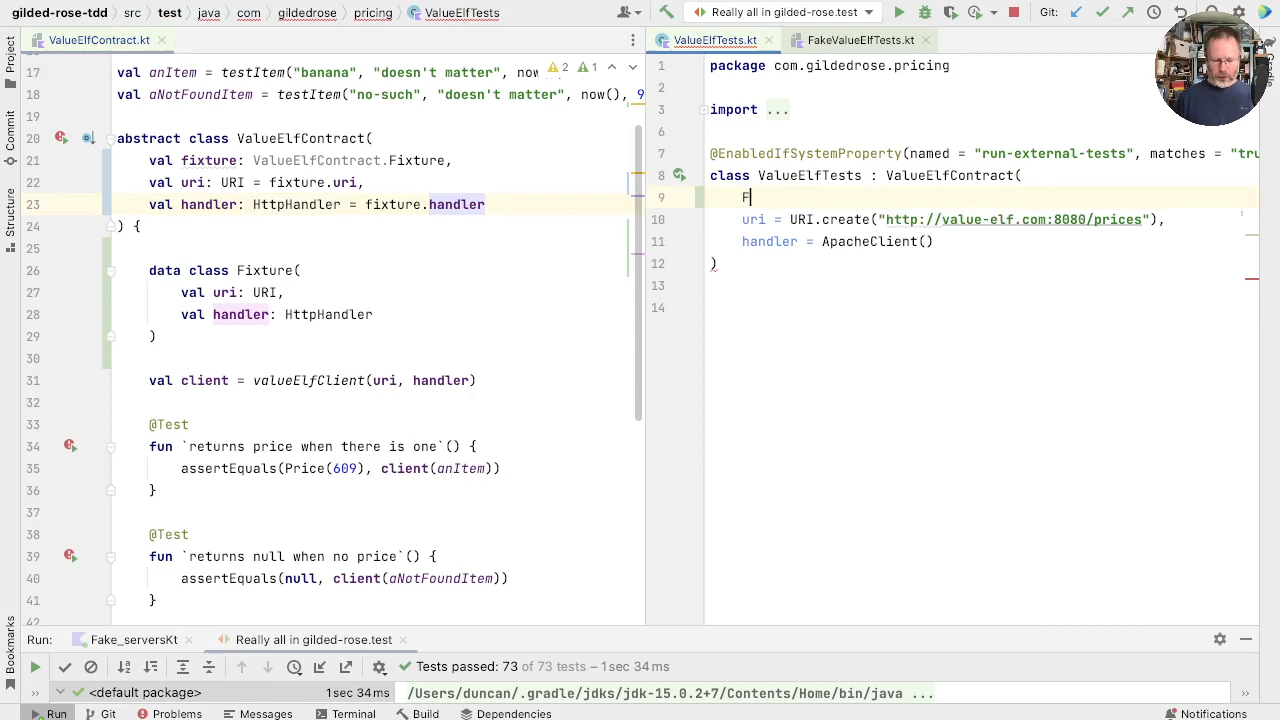 gilded-rose-tdd › src › test › java › com › gildedrose › pricing › ValueElfTests
Really all in gilded-rose.test
Git:
ValueElfContract.kt
ValueElfTests.kt
FakeValueElfTests.kt
Project
Commit
Structure
Bookmarks
2 1
17 val anItem = testItem("banana", "doesn't matter", now
18 val aNotFoundItem = testItem("no-such", "doesn't matter", now(), 9
19
20 abstract class ValueElfContract(
21 val fixture: ValueElfContract.Fixture,
22 val uri: URI = fixture.uri,
23 val handler: HttpHandler = fixture.handler
24 ) {
25
26 data class Fixture(
27 val uri: URI,
28 val handler: HttpHandler
29 )
30
31 val client = valueElfClient(uri, handler)
32
33 @Test
34 fun `returns price when there is one`() {
35 assertEquals(Price(609), client(anItem))
36 }
37
38 @Test
39 fun `returns null when no price`() {
40 assertEquals(null, client(aNotFoundItem))
41 }
42
1 package com.gildedrose.pricing
2
3 import ...
6
7 @EnabledIfSystemProperty(named = "run-external-tests", matches = "tru
8 class ValueElfTests : ValueElfContract(
9 F
10 uri = URI.create("http://value-elf.com:8080/prices"),
11 handler = ApacheClient()
12 )
13
14
Run: Fake_serversKt Really all in gilded-rose.test
Tests passed: 73 of 73 tests – 1 sec 34 ms
<default package> 1 sec 34 ms
/Users/duncan/.gradle/jdks/jdk-15.0.2+7/Contents/Home/bin/java ...
Run Git Problems Messages Terminal Build Dependencies Notifications